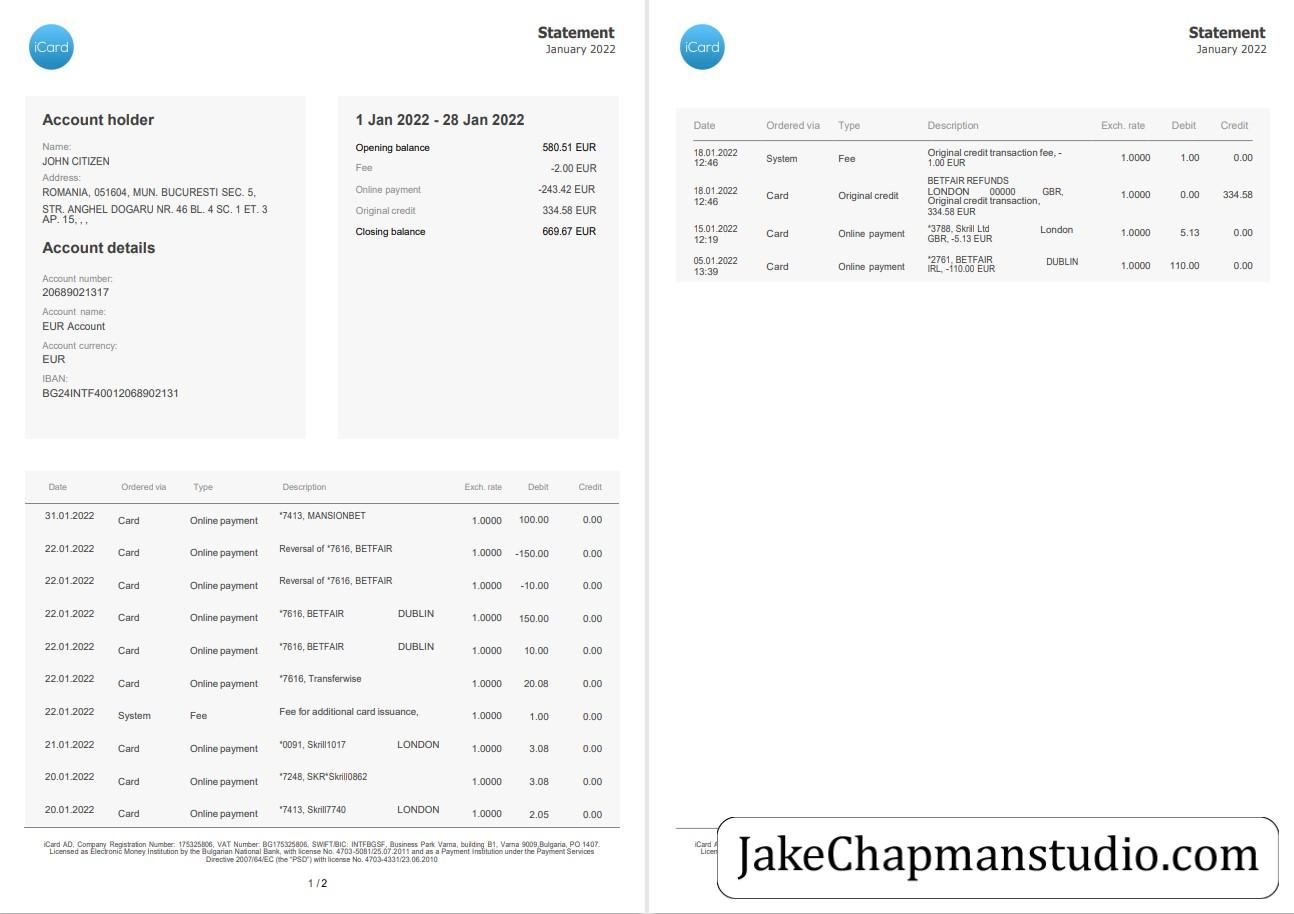 iCard
Statement
January 2022
Account holder
Name:
JOHN CITIZEN
Address:
ROMANIA, 051604, MUN. BUCURESTI SEC. 5,
STR. ANGHEL DOGARU NR. 46 BL. 4 SC. 1 ET. 3
AP. 15, , ,
Account details
Account number:
20689021317
Account name:
EUR Account
Account currency:
EUR
IBAN:
BG24INTF40012068902131
1 Jan 2022 - 28 Jan 2022
Opening balance 580.51 EUR
Fee -2.00 EUR
Online payment -243.42 EUR
Original credit 334.58 EUR
Closing balance 669.67 EUR
Date Ordered via Type Description Exch. rate Debit Credit
31.01.2022 Card Online payment *7413, MANSIONBET 1.0000 100.00 0.00
22.01.2022 Card Online payment Reversal of *7616, BETFAIR 1.0000 -150.00 0.00
22.01.2022 Card Online payment Reversal of *7616, BETFAIR 1.0000 -10.00 0.00
22.01.2022 Card Online payment *7616, BETFAIR DUBLIN 1.0000 150.00 0.00
22.01.2022 Card Online payment *7616, BETFAIR DUBLIN 1.0000 10.00 0.00
22.01.2022 Card Online payment *7616, Transferwise 1.0000 20.08 0.00
22.01.2022 System Fee Fee for additional card issuance, 1.0000 1.00 0.00
21.01.2022 Card Online payment *0091, Skrill1017 LONDON 1.0000 3.08 0.00
20.01.2022 Card Online payment *7248, SKR*Skrill0862 1.0000 3.08 0.00
20.01.2022 Card Online payment *7413, Skrill7740 LONDON 1.0000 2.05 0.00
iCard AD, Company Registration Number: 175325806, VAT Number: BG175325806, SWIFT/BIC: INTFBGSF, Business Park Varna, building B1, Varna 9009,Bulgaria, PO 1407.
Licensed as Electronic Money Institution by the Bulgarian National Bank, with license No. 4703-5081/25.07.2011 and as a Payment Institution under the Payment Services
Directive 2007/64/EC (the "PSD") with license No. 4703-4331/23.06.2010
1 / 2
iCard
Statement
January 2022
Date Ordered via Type Description Exch. rate Debit Credit
18.01.2022 System Fee Original credit transaction fee, - 1.0000 1.00 0.00
12:46 1.00 EUR
BETFAIR REFUNDS
18.01.2022 Card Original credit LONDON 00000 GBR, 1.0000 0.00 334.58
12:46 Original credit transaction,
334.58 EUR
15.01.2022 Card Online payment *3788, Skrill Ltd London 1.0000 5.13 0.00
12:19 GBR, -5.13 EUR
05.01.2022 Card Online payment *2761, BETFAIR DUBLIN 1.0000 110.00 0.00
13:39 IRL, -110.00 EUR
iCard A
Licen
JakeChapmanstudio.com